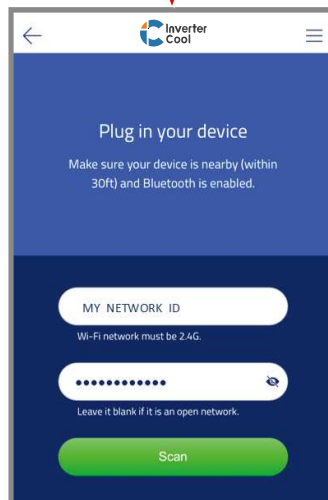 Inverter
Cool
Plug in your device
Make sure your device is nearby (within
30ft) and Bluetooth is enabled.
MY NETWORK ID
Wi-Fi network must be 2.4G.
●●●●●●●●●●●●
Leave it blank if it is an open network.
Scan